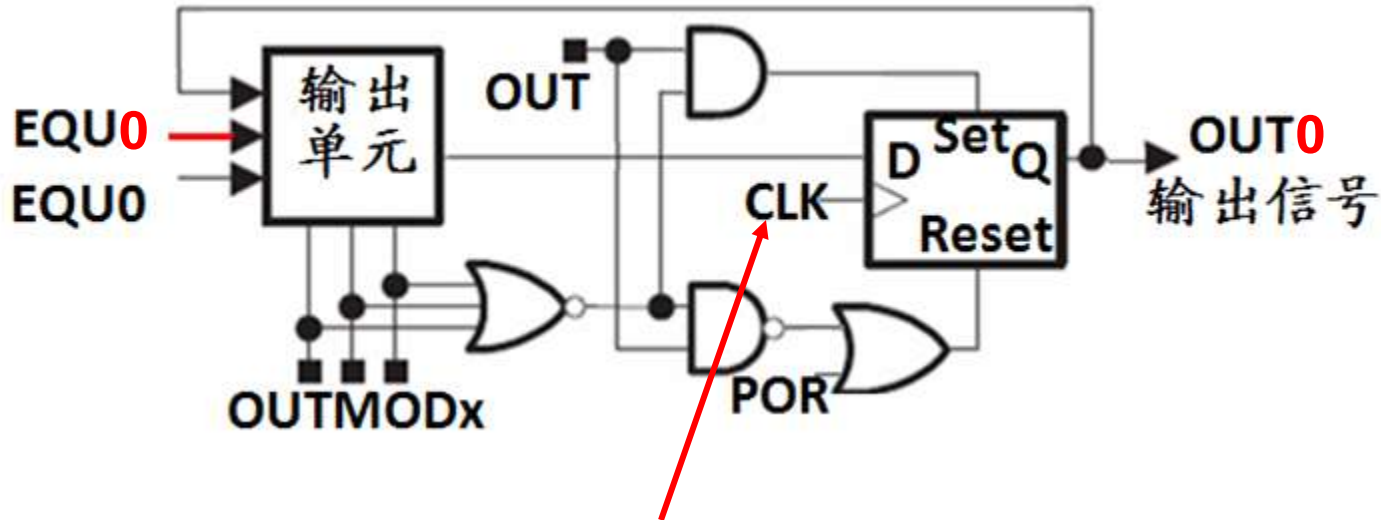 输出
单元
EQU0
EQU0
OUT
D
Set
Q
CLK
Reset
OUT0
输出信号
POR
OUTMODx